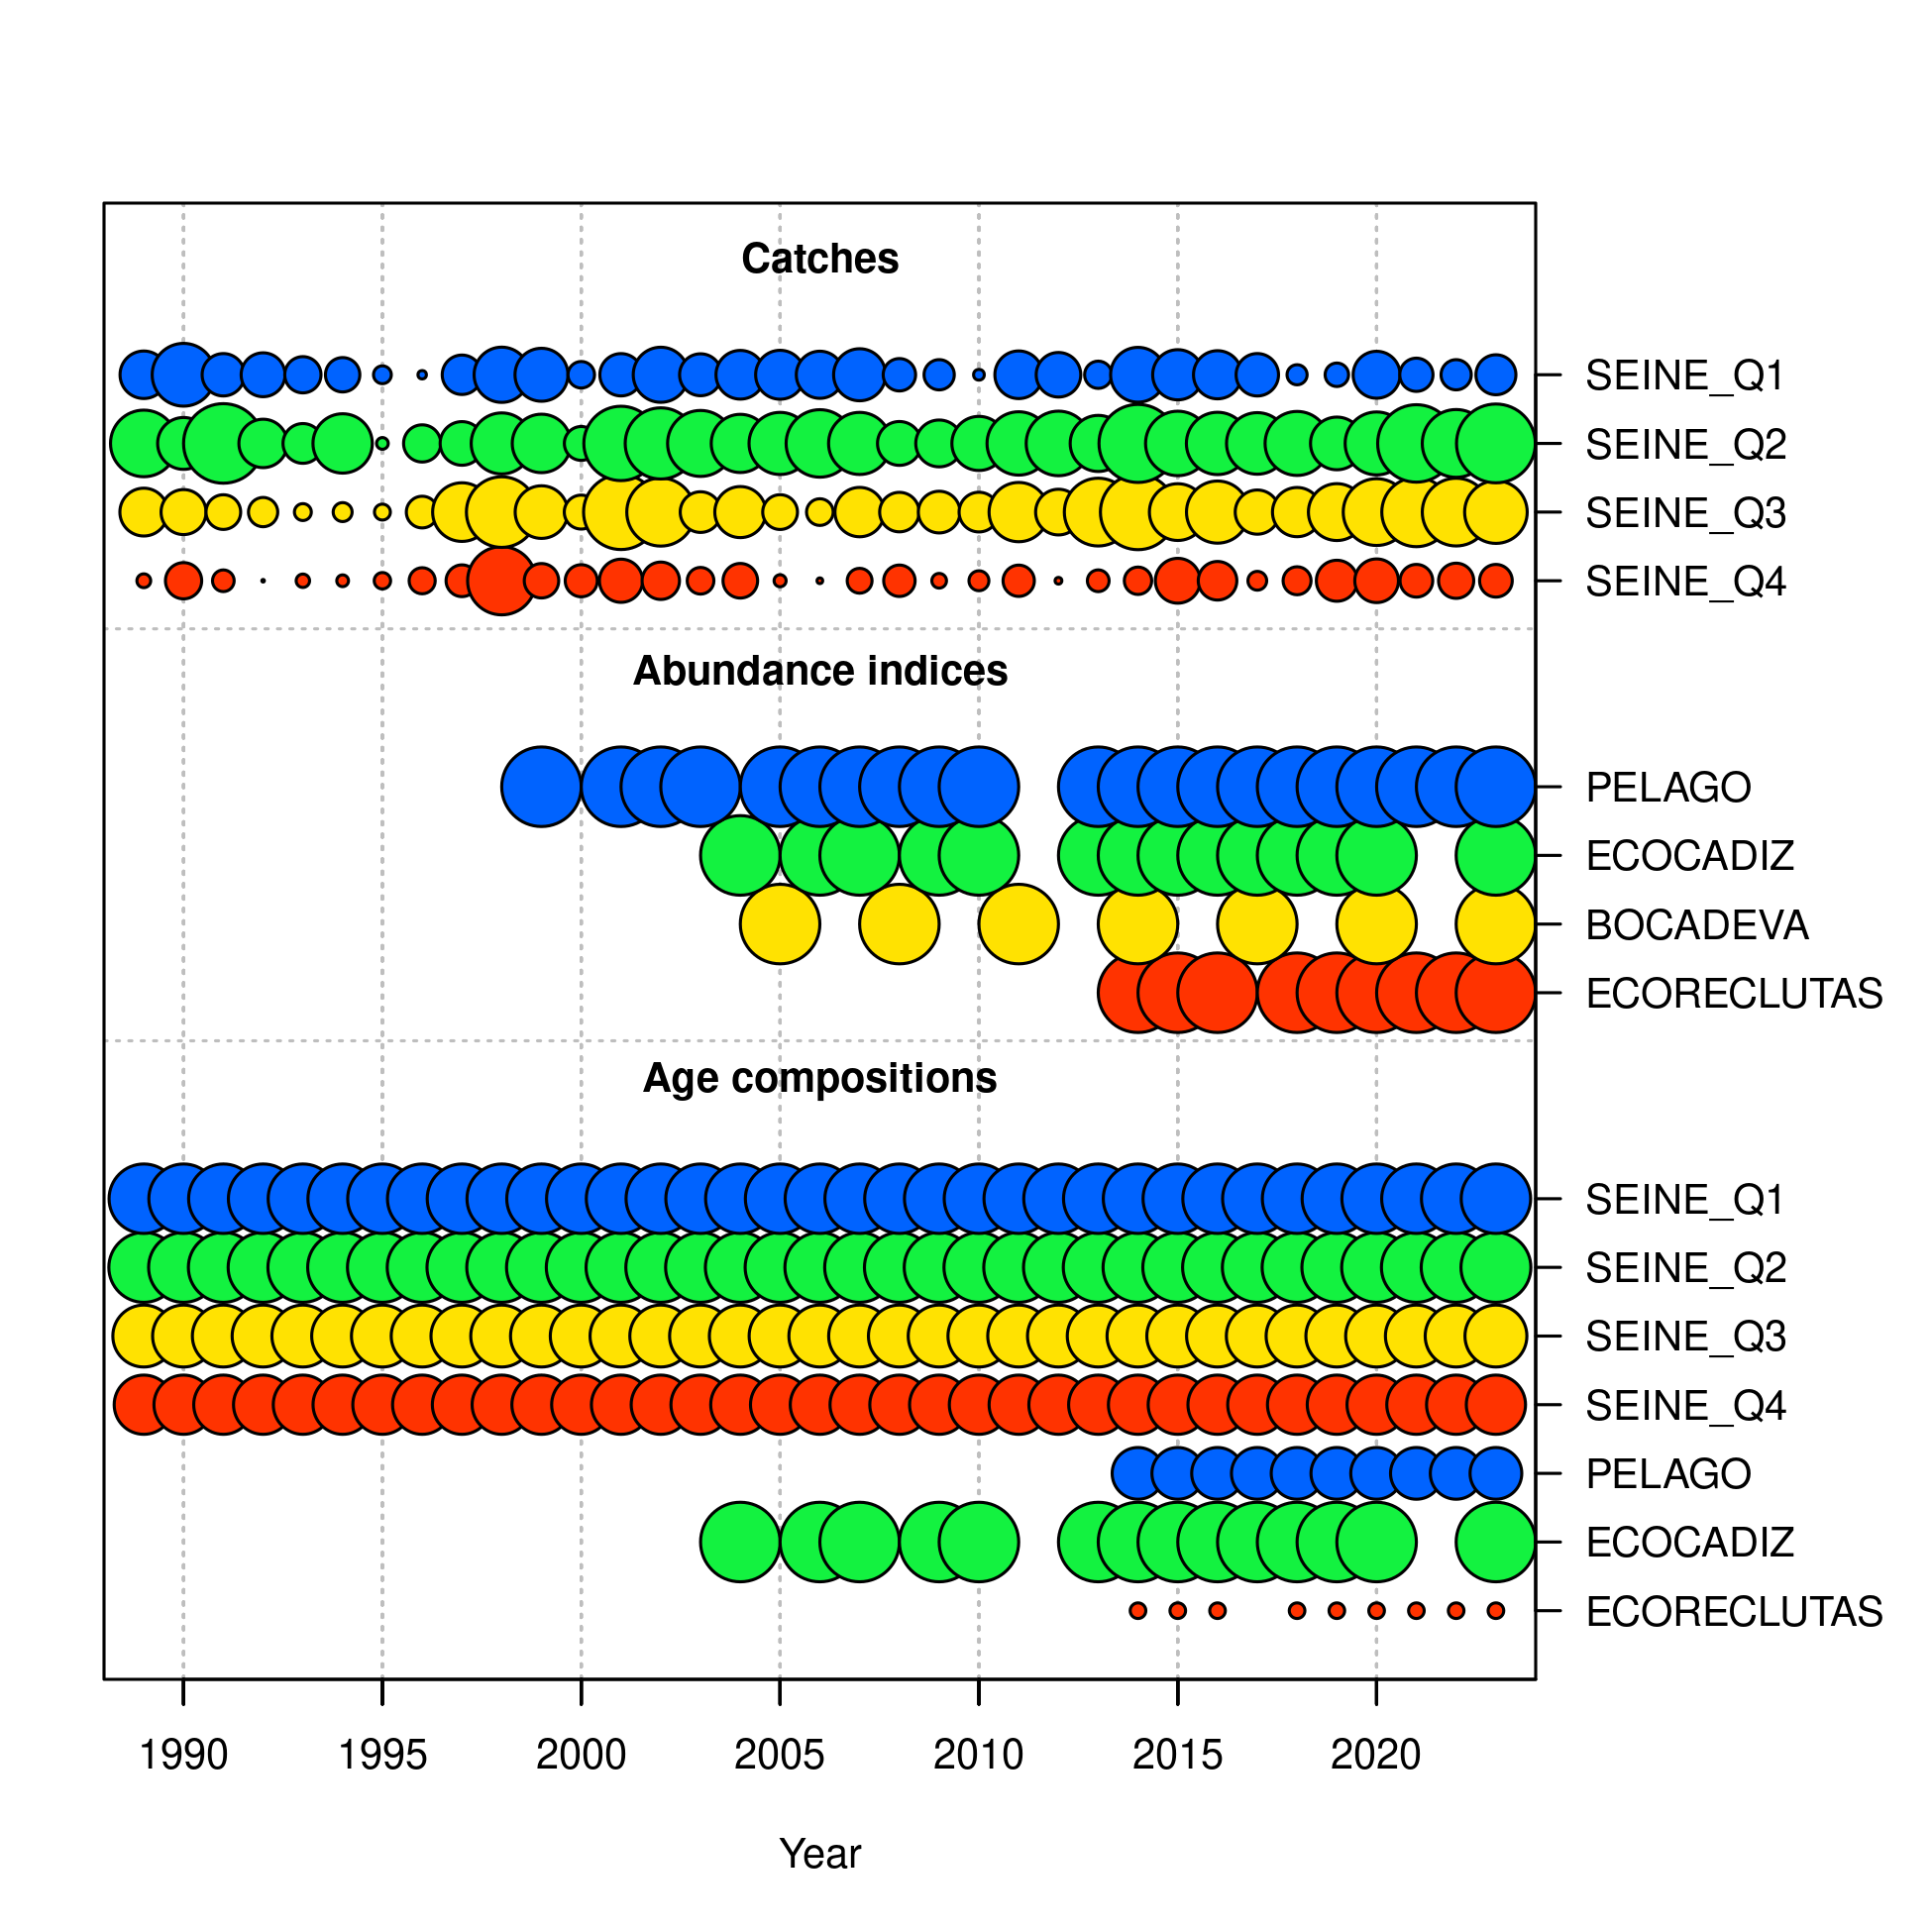 Catches
SEINE_Q1
SEINE_Q2
SEINE_Q3
SEINE_Q4
Abundance indices
PELAGO
ECOCADIZ
BOCADEVA
ECORECLUTAS
Age compositions
SEINE_Q1
SEINE_Q2
SEINE_Q3
SEINE_Q4
PELAGO
ECOCADIZ
ECORECLUTAS
1990 1995 2000 2005 2010 2015 2020
Year